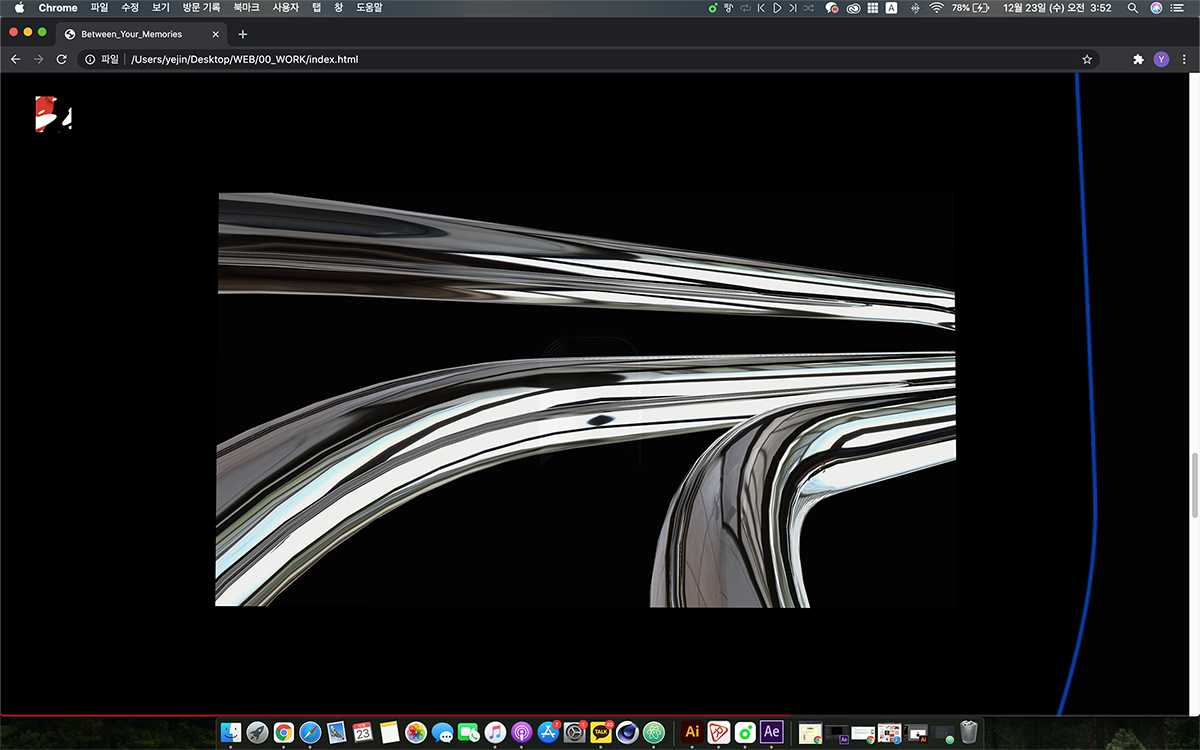 Chrome 파일 수정 보기 방문 기록 북마크 사용자 탭 창 도움말 A 78% 12월 23일 (수) 오전 3:52
Between_Your_Memories
파일 /Users/yejin/Desktop/WEB/00_WORK/index.html Y
23 TALK Ai Ae